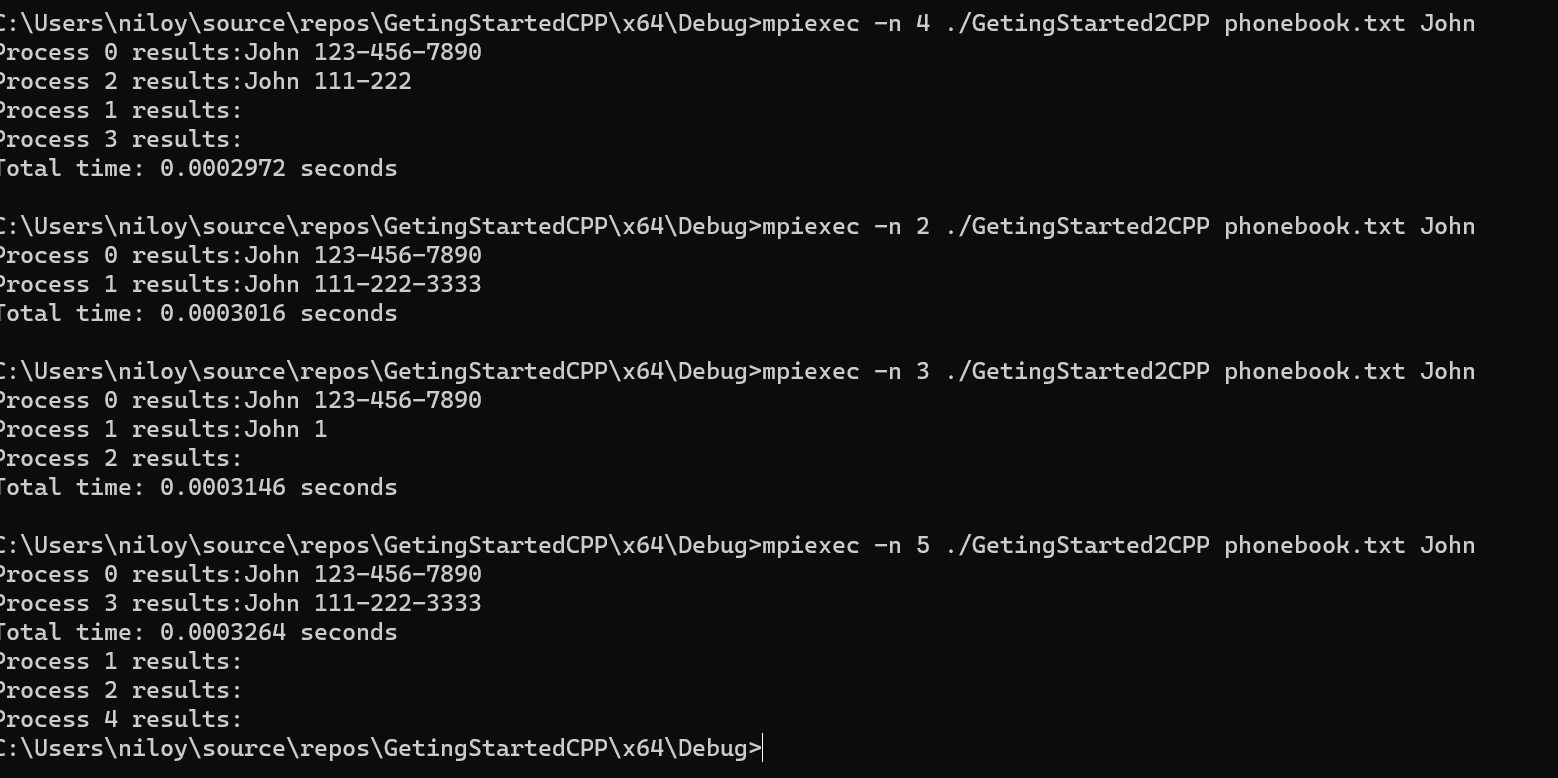 C:\Users\niloy\source\repos\GetingStartedCPP\x64\Debug>mpiexec -n 4 ./GetingStarted2CPP phonebook.txt John
Process 0 results:John 123-456-7890
Process 2 results:John 111-222
Process 1 results:
Process 3 results:
Total time: 0.0002972 seconds
C:\Users\niloy\source\repos\GetingStartedCPP\x64\Debug>mpiexec -n 2 ./GetingStarted2CPP phonebook.txt John
Process 0 results:John 123-456-7890
Process 1 results:John 111-222-3333
Total time: 0.0003016 seconds
C:\Users\niloy\source\repos\GetingStartedCPP\x64\Debug>mpiexec -n 3 ./GetingStarted2CPP phonebook.txt John
Process 0 results:John 123-456-7890
Process 1 results:John 1
Process 2 results:
Total time: 0.0003146 seconds
C:\Users\niloy\source\repos\GetingStartedCPP\x64\Debug>mpiexec -n 5 ./GetingStarted2CPP phonebook.txt John
Process 0 results:John 123-456-7890
Process 3 results:John 111-222-3333
Total time: 0.0003264 seconds
Process 1 results:
Process 2 results:
Process 4 results:
C:\Users\niloy\source\repos\GetingStartedCPP\x64\Debug>